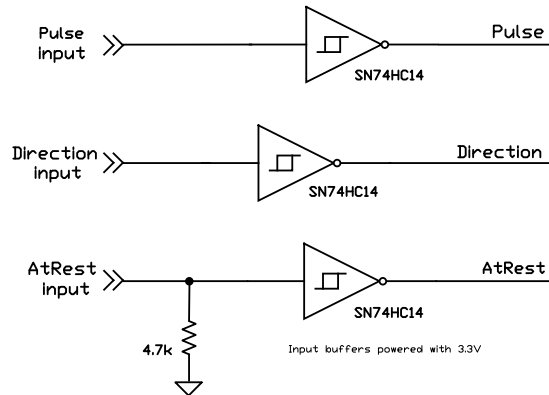 Pulse
input
Pulse
SN74HC14
Direction
input
Direction
SN74HC14
AtRest
input
AtRest
SN74HC14
4.7k
Input buffers powered with 3.3V